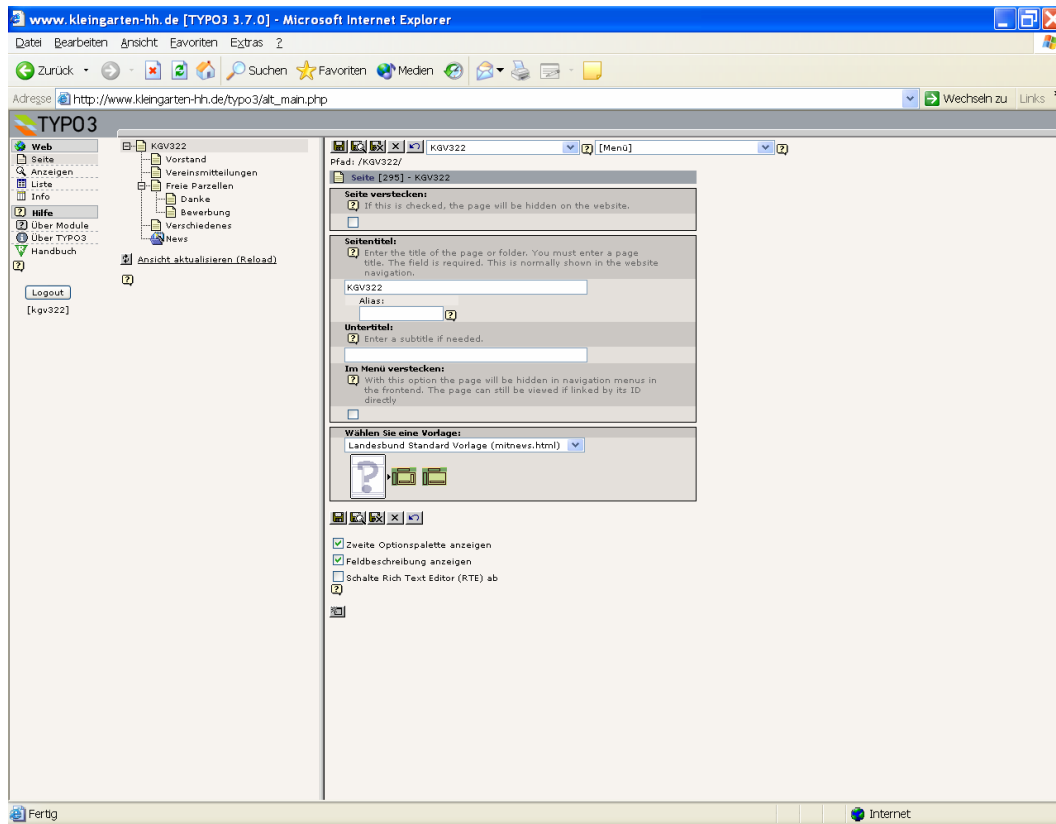 www.kleingarten-hh.de [TYPO3 3.7.0] - Microsoft Internet Explorer
Datei Bearbeiten Ansicht Favoriten Extras ?
Zurück Suchen Favoriten Medien
Adresse http://www.kleingarten-hh.de/typo3/alt_main.php Wechseln zu Links
TYPO3
Web
Seite
Anzeigen
Liste
Info
Hilfe
Über Module
Über TYPO3
Handbuch
Logout
[kgv322]
KGV322
Vorstand
Vereinsmitteilungen
Freie Parzellen
Danke
Bewerbung
Verschiedenes
News
Ansicht aktualisieren (Reload)
KGV322 [Menü]
Pfad: /KGV322/
Seite [295] - KGV322
Seite verstecken:
If this is checked, the page will be hidden on the website.
Seitentitel:
Enter the title of the page or folder. You must enter a page
title. The field is required. This is normally shown in the website
navigation.
KGV322
Alias:
Untertitel:
Enter a subtitle if needed.
Im Menü verstecken:
With this option the page will be hidden in navigation menus in
the frontend. The page can still be viewed if linked by its ID
directly
Wählen Sie eine Vorlage:
Landesbund Standard Vorlage (mitnews.html)
Zweite Optionspalette anzeigen
Feldbeschreibung anzeigen
Schalte Rich Text Editor (RTE) ab
Fertig Internet